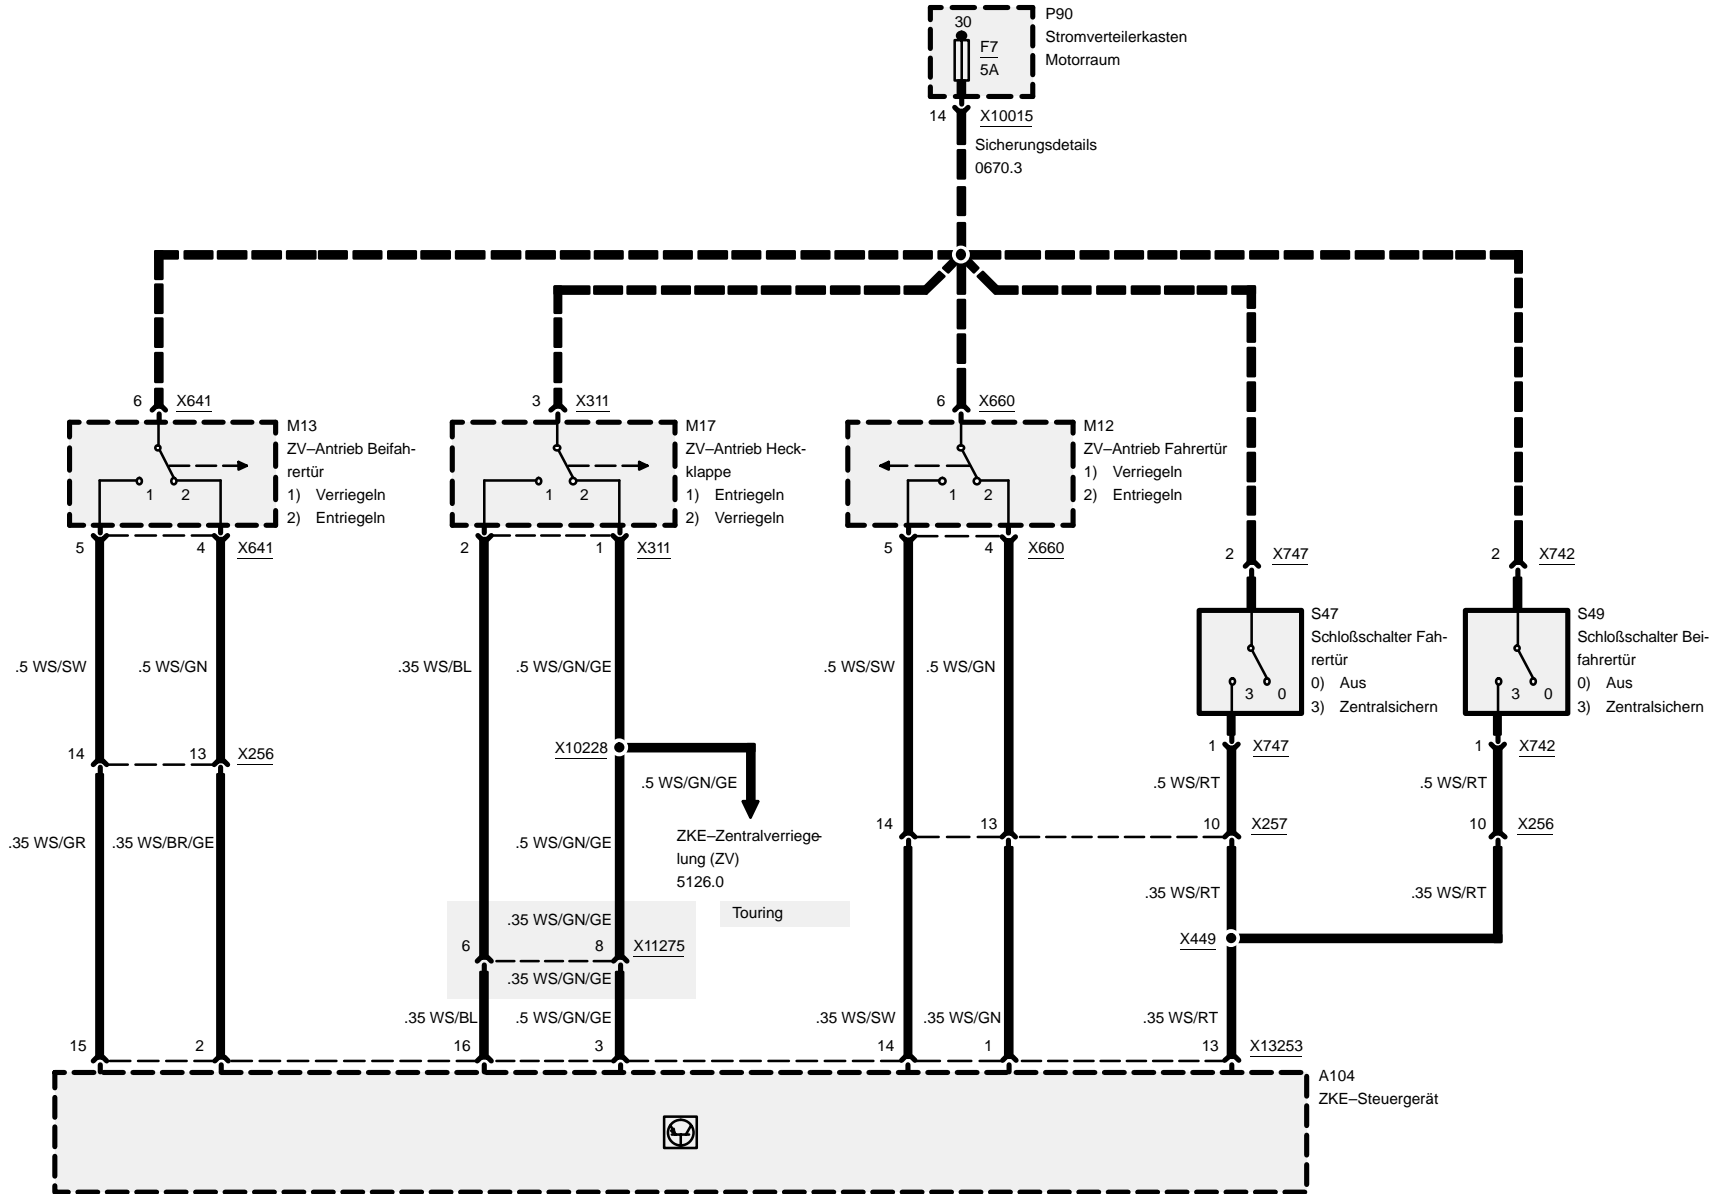 30
F7
5A
P90
Stromverteilerkasten
Motorraum
14 X10015
Sicherungsdetails
0670.3
6 X641
3 X311
6 X660
M13
ZV–Antrieb Beifah-
rertür
1) Verriegeln
2) Entriegeln
1 2
M17
ZV–Antrieb Heck-
klappe
1) Entriegeln
2) Verriegeln
1 2
M12
ZV–Antrieb Fahrertür
1) Verriegeln
2) Entriegeln
1 2
5 4 X641
2 1 X311
5 4 X660
2 X747
2 X742
S47
Schloßschalter Fah-
rertür
0) Aus
3) Zentralsichern
3 0
S49
Schloßschalter Bei-
fahrertür
0) Aus
3) Zentralsichern
3 0
.5 WS/SW .5 WS/GN
.35 WS/BL .5 WS/GN/GE
.5 WS/SW .5 WS/GN
14 13 X256
X10228
1 X747
1 X742
.5 WS/GN/GE
.5 WS/RT
.5 WS/RT
14 13 10 X257
10 X256
.35 WS/GR .35 WS/BR/GE
.5 WS/GN/GE
ZKE–Zentralverriege-
lung (ZV)
5126.0
.35 WS/RT
.35 WS/RT
Touring
.35 WS/GN/GE
6 8 X11275
.35 WS/GN/GE
X449
.35 WS/BL .5 WS/GN/GE
.35 WS/SW .35 WS/GN
.35 WS/RT
15 2 16 3 14 1 13 X13253
A104
ZKE–Steuergerät